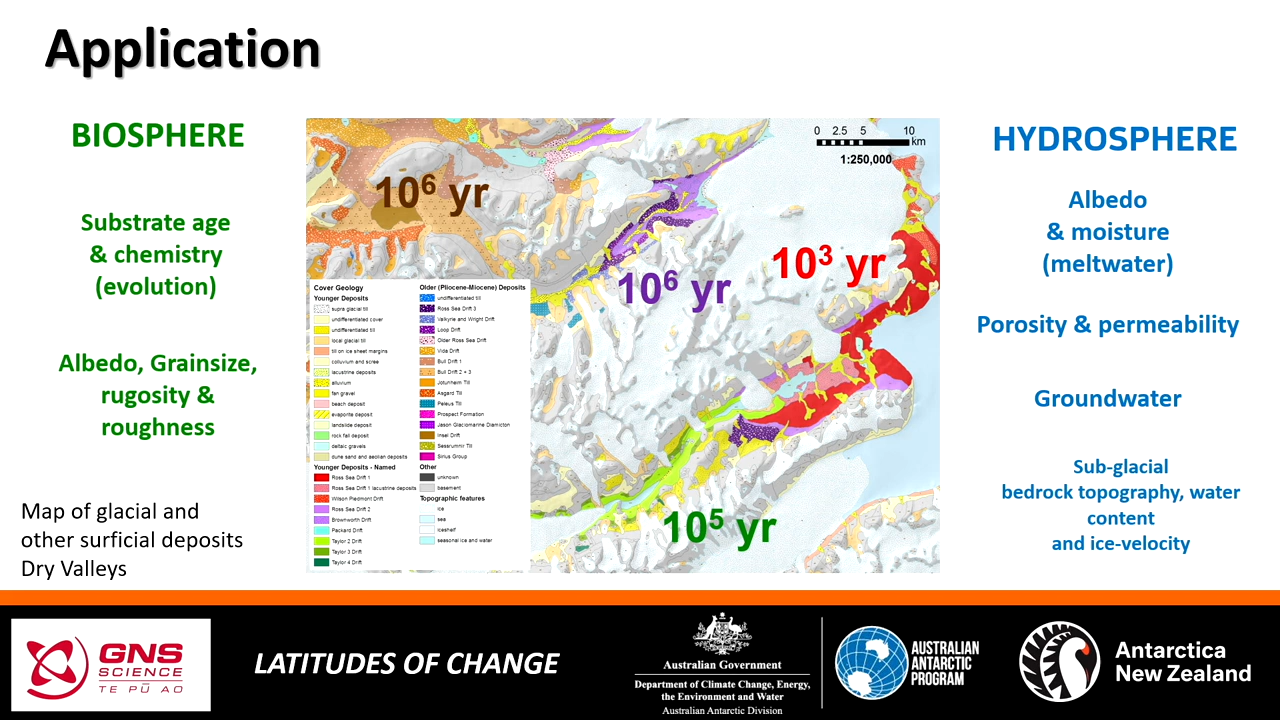 Application
BIOSPHERE
Substrate age
& chemistry
(evolution)
Albedo, Grainsize,
rugosity &
roughness
Map of glacial and
other surficial deposits
Dry Valleys
0 2.5 5 10
km
1:250,000
10⁶ yr
10⁶ yr
10³ yr
10⁵ yr
Cover Geology
Younger Deposits
supra glacial till
undifferentiated cover
undifferentiated till
local glacial till
till on ice sheet margins
colluvium and scree
lacustrine deposits
alluvium
fan gravel
beach deposit
evaporite deposit
landslide deposit
rock fall deposit
deltaic gravels
dune sand and aeolian deposits
Younger Deposits - Named
Ross Sea Drift 1
Ross Sea Drift 1 lacustrine deposits
Wilson Piedmont Drift
Ross Sea Drift 2
Brownworth Drift
Packard Drift
Taylor 2 Drift
Taylor 3 Drift
Taylor 4 Drift
Older (Pliocene-Miocene) Deposits
undifferentiated till
Ross Sea Drift 3
Valkyrie and Wright Drift
Loop Drift
Older Ross Sea Drift
Vida Drift
Bull Drift 1
Bull Drift 2 + 3
Jotunheim Till
Asgard Till
Peleus Till
Prospect Formation
Jason Glaciomarine Diamicton
Insel Drift
Sessrumnir Till
Sirius Group
Other
unknown
basement
Topographic features
ice
sea
iceshelf
seasonal ice and water
HYDROSPHERE
Albedo
& moisture
(meltwater)
Porosity & permeability
Groundwater
Sub-glacial
bedrock topography, water
content
and ice-velocity
GNS
SCIENCE
TE PŪ AO
LATITUDES OF CHANGE
Australian Government
Department of Climate Change, Energy,
the Environment and Water
Australian Antarctic Division
AUSTRALIAN
ANTARCTIC
PROGRAM
Antarctica
New Zealand